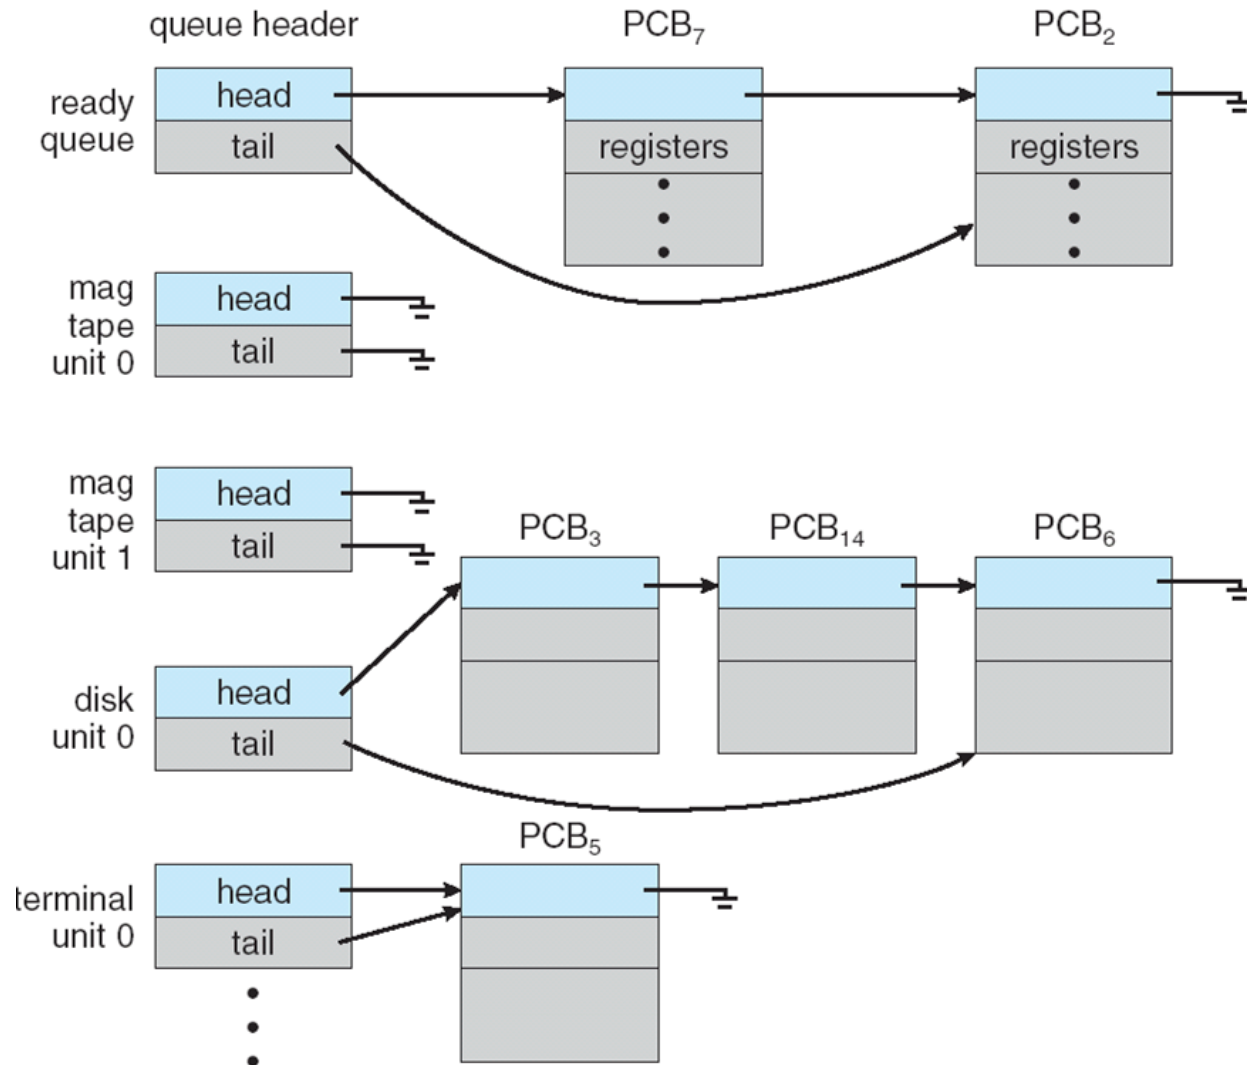 queue header
PCB₇
PCB₂
ready
queue
head
tail
registers
registers
mag
tape
unit 0
head
tail
mag
tape
unit 1
head
tail
PCB₃
PCB₁₄
PCB₆
disk
unit 0
head
tail
PCB₅
terminal
unit 0
head
tail